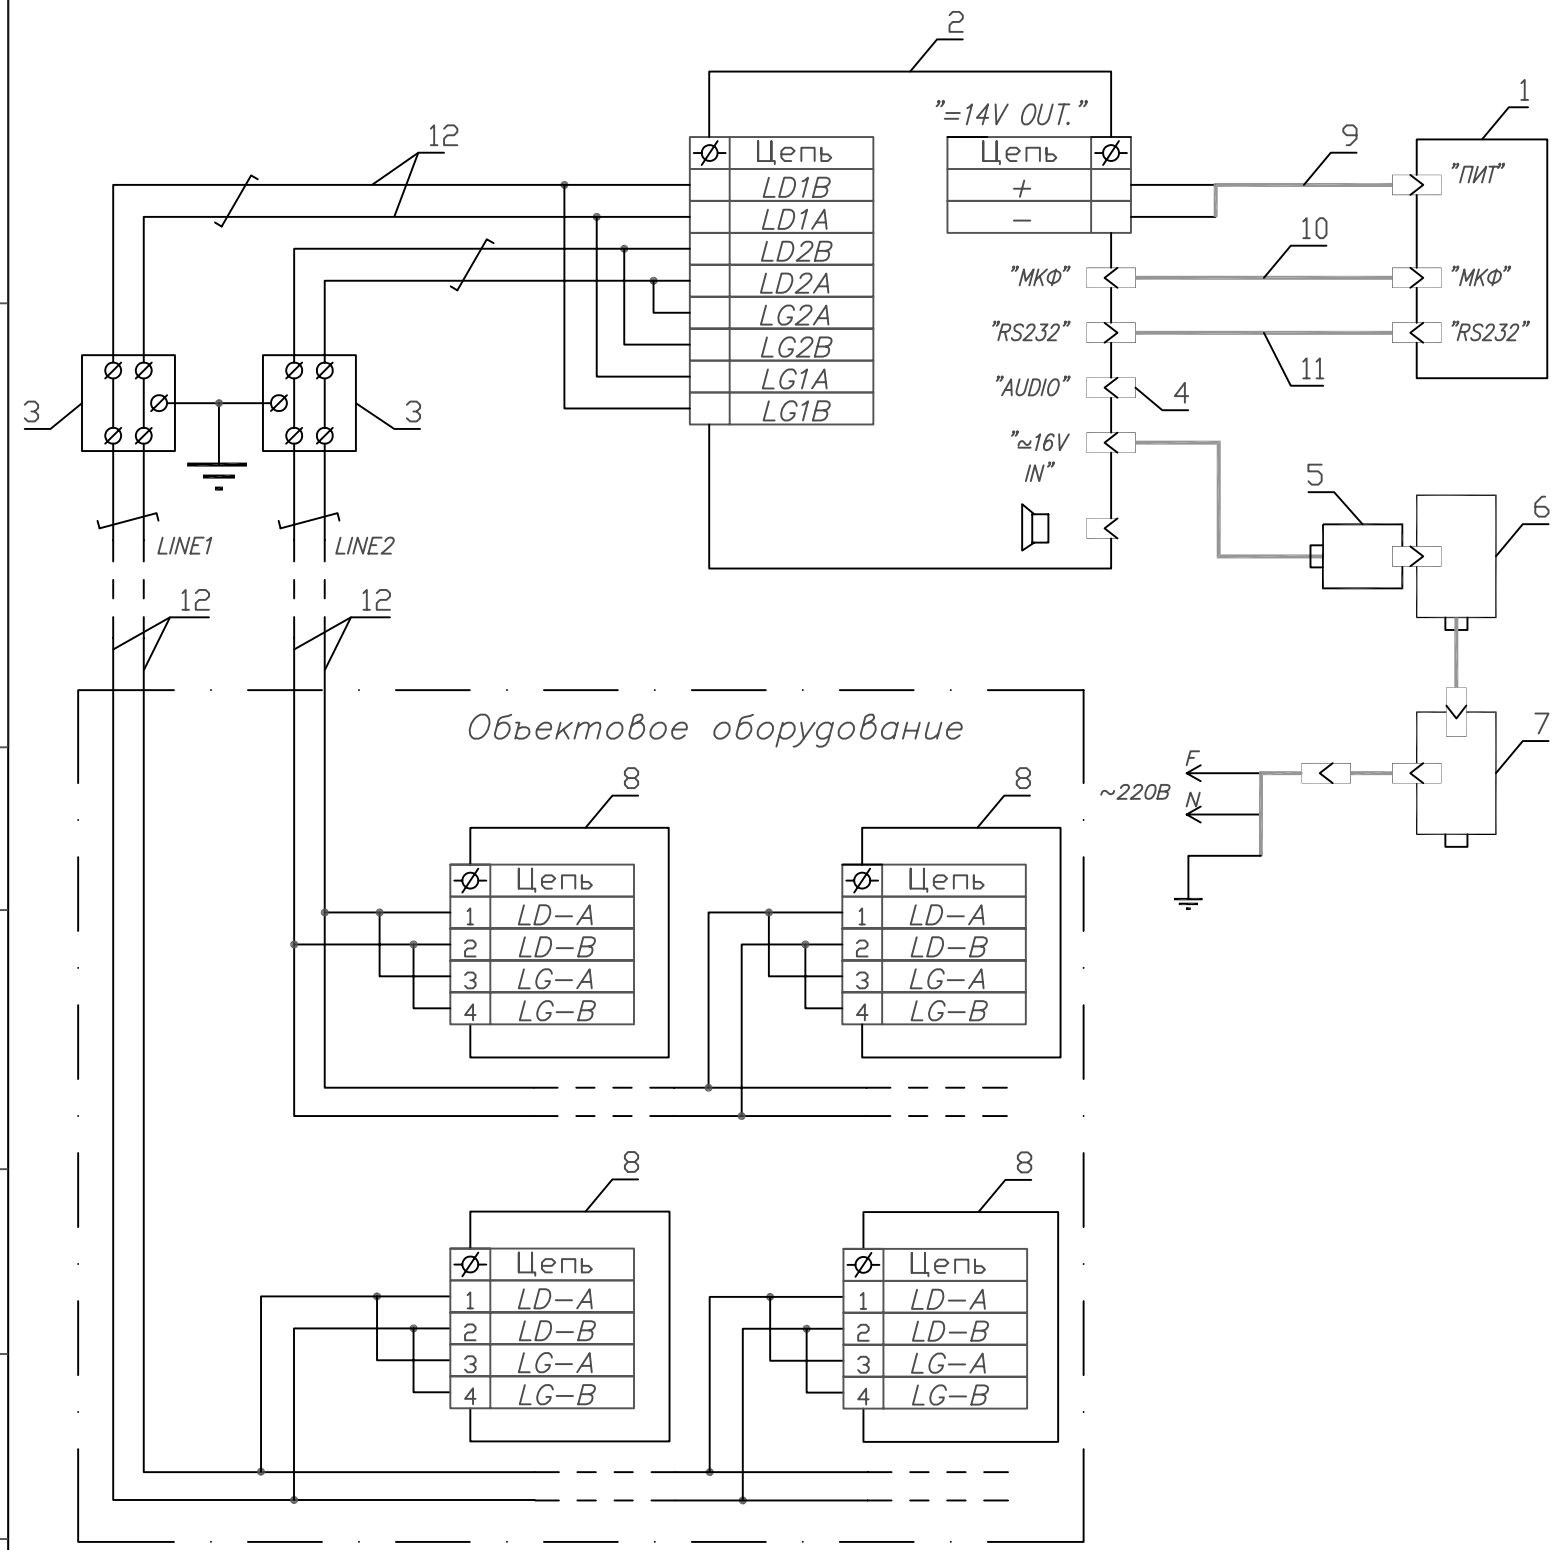 2
1
"=14V OUT."
12
9
Цепь
Цепь
"ПИТ"
LD1B
+
LD1A
−
10
LD2B
"МКФ"
"МКФ"
LD2A
LG2A
"RS232"
"RS232"
LG2B
11
LG1A
"AUDIO"
4
3
3
LG1B
"≃16V
IN"
5
6
LINE1
LINE2
12
12
Объектовое оборудование
7
8
8
F
~220В
N
Цепь
Цепь
1 LD-A
1 LD-A
2 LD-B
2 LD-B
3 LG-A
3 LG-A
4 LG-B
4 LG-B
8
8
Цепь
Цепь
1 LD-A
1 LD-A
2 LD-B
2 LD-B
3 LG-A
3 LG-A
4 LG-B
4 LG-B